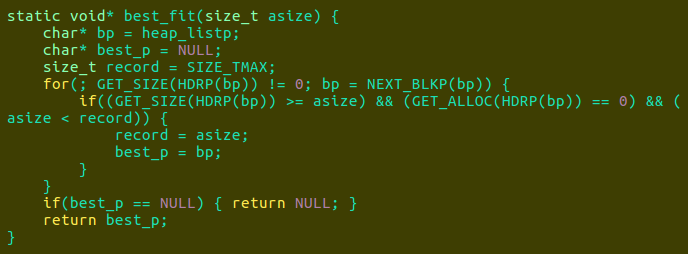 static void* best_fit(size_t asize) {
    char* bp = heap_listp;
    char* best_p = NULL;
    size_t record = SIZE_TMAX;
    for(; GET_SIZE(HDRP(bp)) != 0; bp = NEXT_BLKP(bp)) {
        if((GET_SIZE(HDRP(bp)) >= asize) && (GET_ALLOC(HDRP(bp)) == 0) && (
asize < record)) {
            record = asize;
            best_p = bp;
        }
    }
    if(best_p == NULL) { return NULL; }
    return best_p;
}